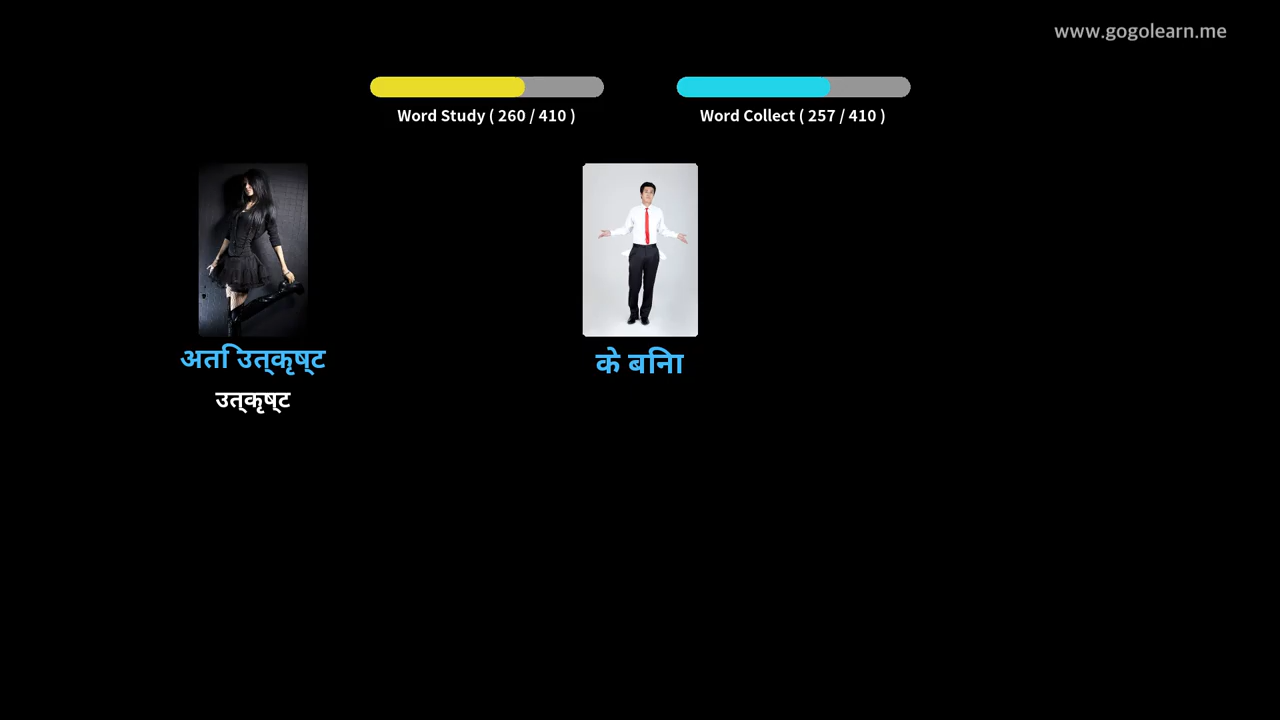 www.gogolearn.me
Word Study ( 260 / 410 )
Word Collect ( 257 / 410 )
अति उत्कृष्ट
के बिना
उत्कृष्ट